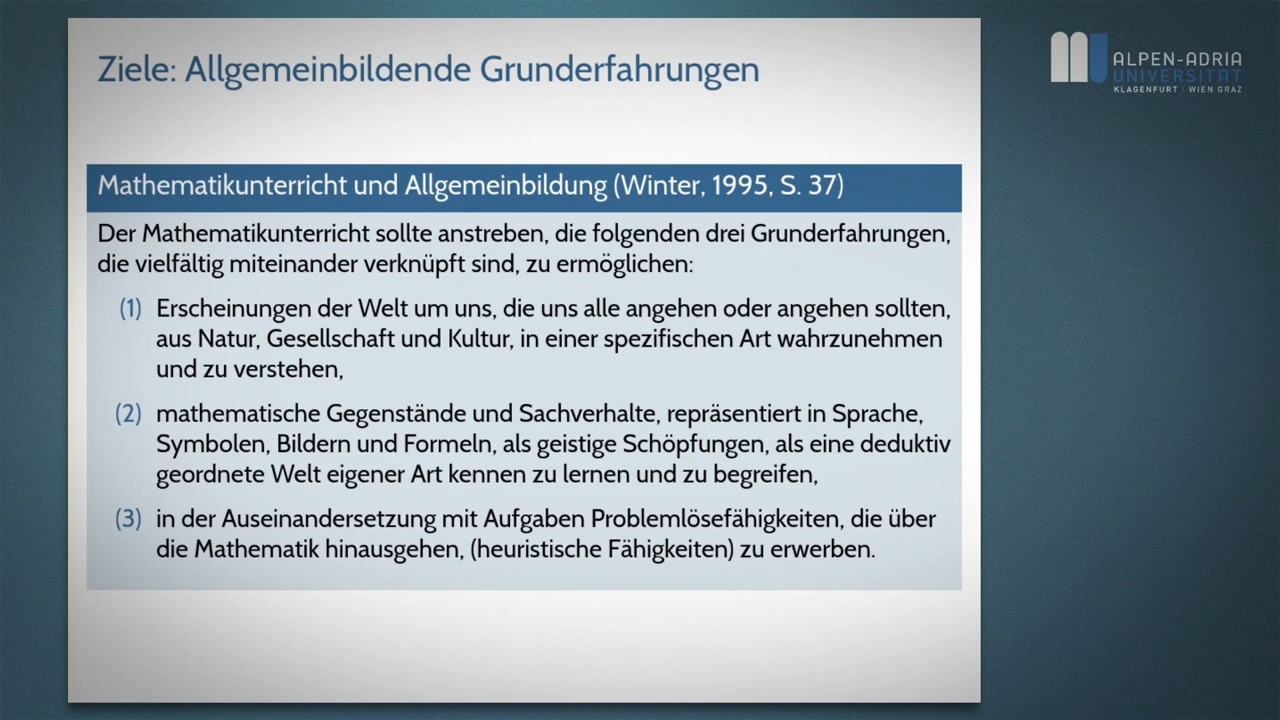 Ziele: Allgemeinbildende Grunderfahrungen
ALPEN-ADRIA
UNIVERSITÄT
KLAGENFURT | WIEN GRAZ
Mathematikunterricht und Allgemeinbildung (Winter, 1995, S. 37)
Der Mathematikunterricht sollte anstreben, die folgenden drei Grunderfahrungen,
die vielfältig miteinander verknüpft sind, zu ermöglichen:
(1) Erscheinungen der Welt um uns, die uns alle angehen oder angehen sollten,
aus Natur, Gesellschaft und Kultur, in einer spezifischen Art wahrzunehmen
und zu verstehen,
(2) mathematische Gegenstände und Sachverhalte, repräsentiert in Sprache,
Symbolen, Bildern und Formeln, als geistige Schöpfungen, als eine deduktiv
geordnete Welt eigener Art kennen zu lernen und zu begreifen,
(3) in der Auseinandersetzung mit Aufgaben Problemlösefähigkeiten, die über
die Mathematik hinausgehen, (heuristische Fähigkeiten) zu erwerben.